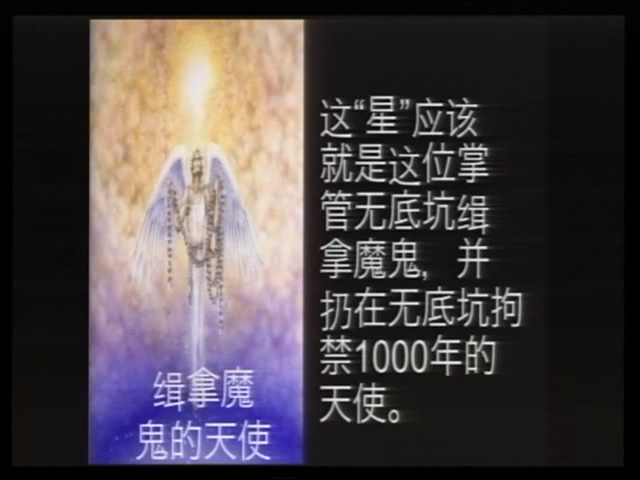 这“星”应该
就是这位掌
管无底坑缉
拿魔鬼，并
扔在无底坑拘
禁1000年的
天使。
缉拿魔
鬼的天使